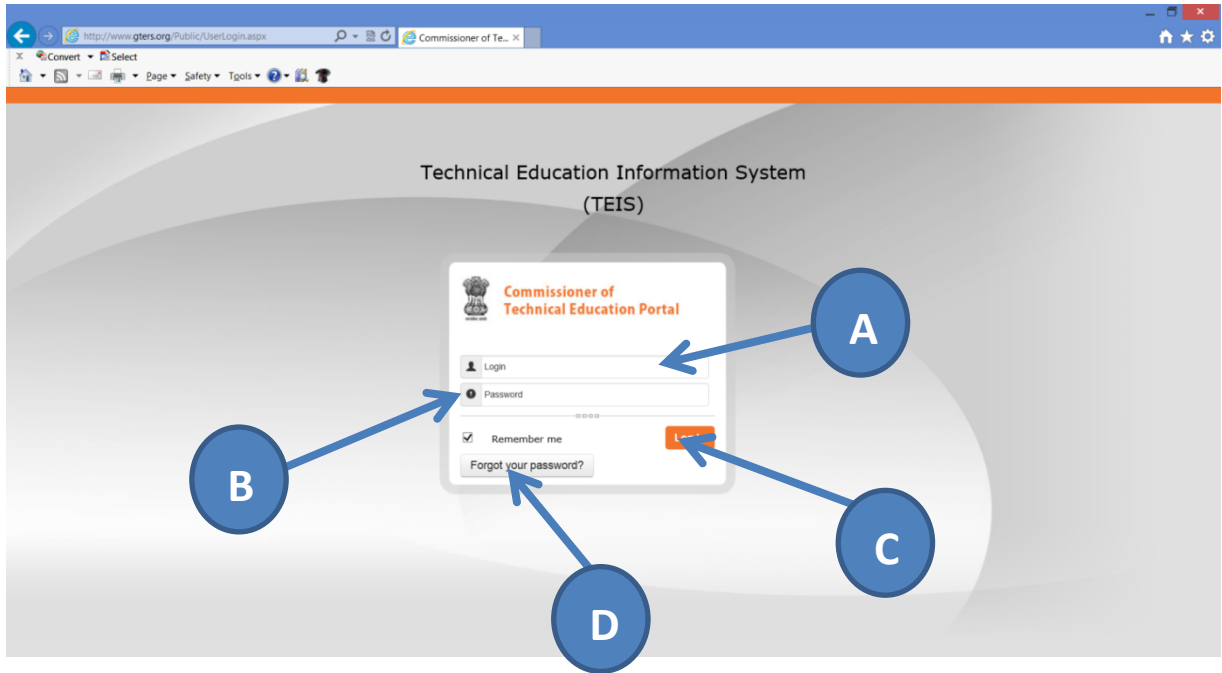 http://www.gters.org/Public/UserLogin.aspx
Commissioner of Te...
x Convert Select
Page Safety Tools
Technical Education Information System
(TEIS)
Commissioner of
Technical Education Portal
A
Login
Password
Remember me
Forgot your password?
B
C
D